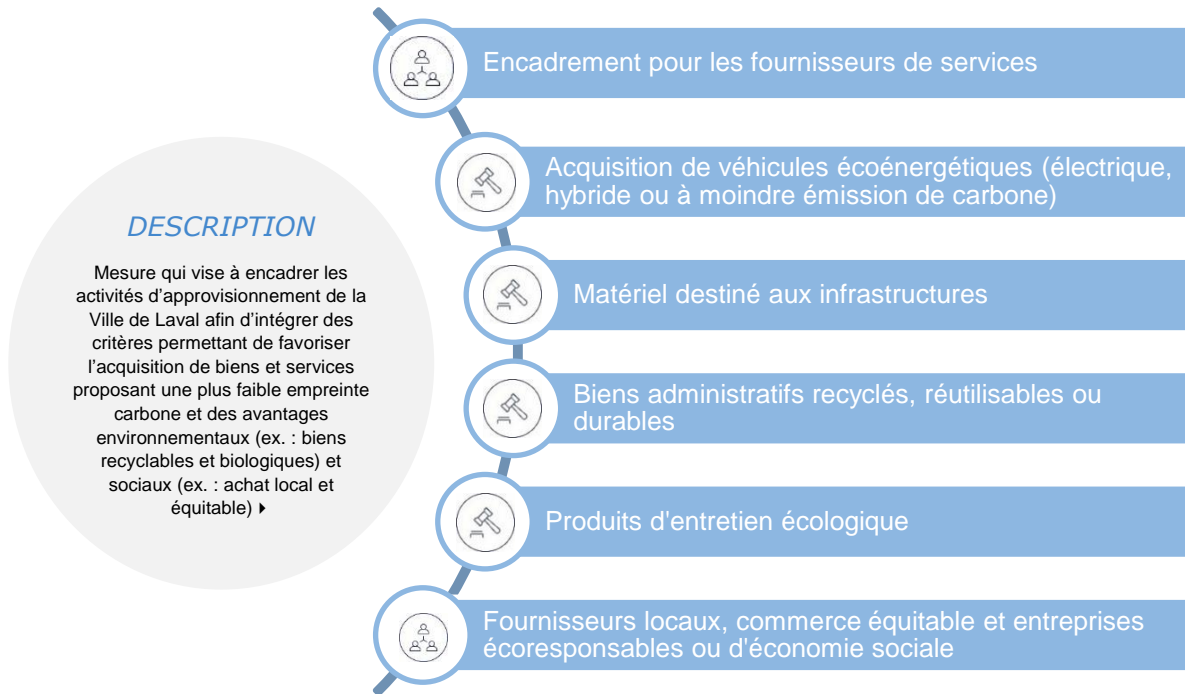 DESCRIPTION
Mesure qui vise à encadrer les
activités d’approvisionnement de la
Ville de Laval afin d’intégrer des
critères permettant de favoriser
l’acquisition de biens et services
proposant une plus faible empreinte
carbone et des avantages
environnementaux (ex. : biens
recyclables et biologiques) et
sociaux (ex. : achat local et
équitable)
Encadrement pour les fournisseurs de services
Acquisition de véhicules écoénergétiques (électrique,
hybride ou à moindre émission de carbone)
Matériel destiné aux infrastructures
Biens administratifs recyclés, réutilisables ou
durables
Produits d'entretien écologique
Fournisseurs locaux, commerce équitable et entreprises
écoresponsables ou d'économie sociale